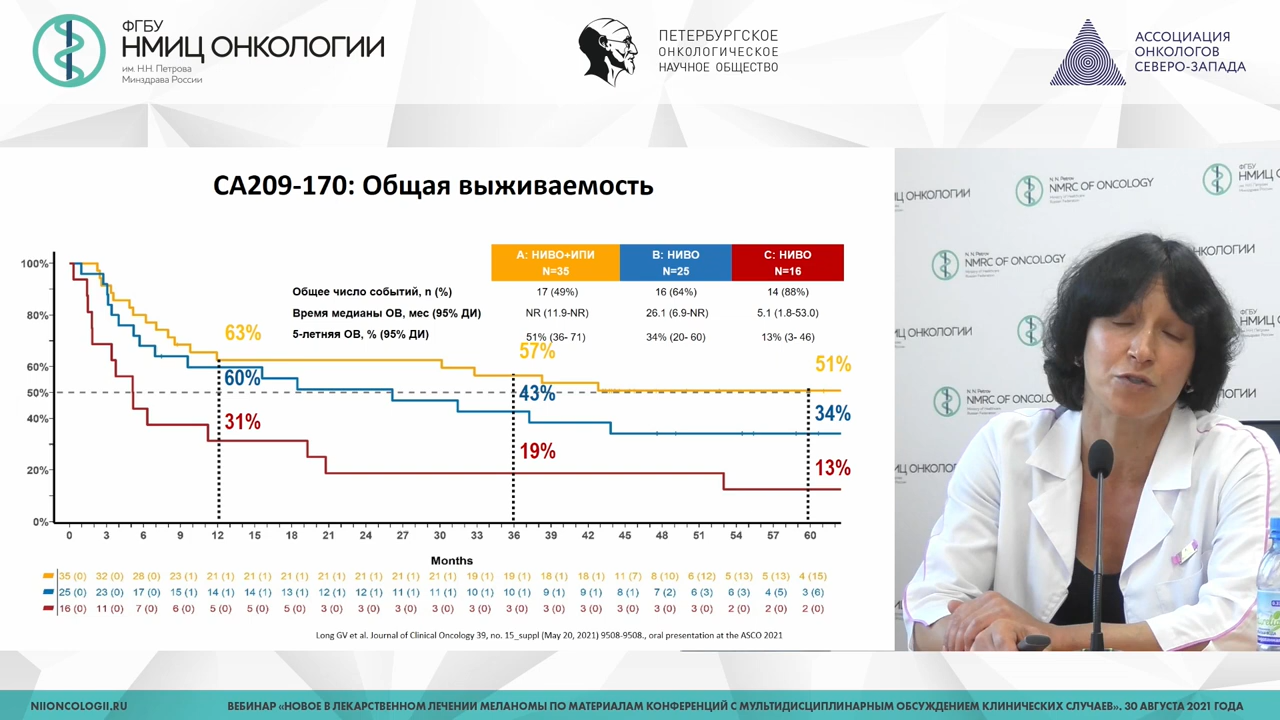 ФГБУ
НМИЦ ОНКОЛОГИИ
им. Н.Н. Петрова
Минздрава России
ПЕТЕРБУРГСКОЕ
ОНКОЛОГИЧЕСКОЕ
НАУЧНОЕ ОБЩЕСТВО
АССОЦИАЦИЯ
ОНКОЛОГОВ
СЕВЕРО-ЗАПАДА
CA209-170: Общая выживаемость
A: НИВО+ИПИ B: НИВО C: НИВО
N=35 N=25 N=16
Общее число событий, n (%) 17 (49%) 16 (64%) 14 (88%)
Время медианы ОВ, мес (95% ДИ) NR (11.9-NR) 26.1 (6.9-NR) 5.1 (1.8-53.0)
5-летняя ОВ, % (95% ДИ) 51% (36- 71) 34% (20- 60) 13% (3- 46)
100%
80%
60%
50%
40%
20%
0%
63% 57% 51%
60% 43% 34%
31% 19% 13%
0 3 6 9 12 15 18 21 24 27 30 33 36 39 42 45 48 51 54 57 60
Months
35 (0) 32 (0) 28 (0) 23 (1) 21 (1) 21 (1) 21 (1) 21 (1) 21 (1) 21 (1) 21 (1) 19 (1) 19 (1) 18 (1) 18 (1) 11 (7) 8 (10) 6 (12) 5 (13) 5 (13) 4 (15)
25 (0) 23 (0) 17 (0) 15 (1) 14 (1) 14 (1) 13 (1) 12 (1) 12 (1) 11 (1) 11 (1) 10 (1) 10 (1) 9 (1) 9 (1) 8 (1) 7 (2) 6 (3) 6 (3) 4 (5) 3 (6)
16 (0) 11 (0) 7 (0) 6 (0) 5 (0) 5 (0) 5 (0) 3 (0) 3 (0) 3 (0) 3 (0) 3 (0) 3 (0) 3 (0) 3 (0) 3 (0) 3 (0) 3 (0) 2 (0) 2 (0) 2 (0)
Long GV et al. Journal of Clinical Oncology 39, no. 15_suppl (May 20, 2021) 9508-9508., oral presentation at the ASCO 2021
NMRC OF ONCOLOGY
ФГБУ
НМИЦ ОНК
NMRC OF ONCOLOGY
NMRC OF ONCOLO
NIIONCOLOGII.RU
ВЕБИНАР «НОВОЕ В ЛЕКАРСТВЕННОМ ЛЕЧЕНИИ МЕЛАНОМЫ ПО МАТЕРИАЛАМ КОНФЕРЕНЦИЙ С МУЛЬТИДИСЦИПЛИНАРНЫМ ОБСУЖДЕНИЕМ КЛИНИЧЕСКИХ СЛУЧАЕВ». 30 АВГУСТА 2021 ГОДА